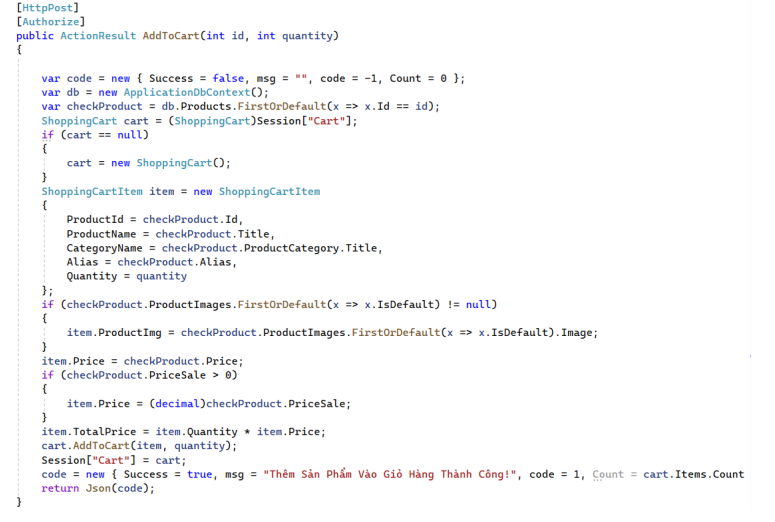 [HttpPost]
[Authorize]
public ActionResult AddToCart(int id, int quantity)
{
var code = new { Success = false, msg = "", code = -1, Count = 0 };
var db = new ApplicationDbContext();
var checkProduct = db.Products.FirstOrDefault(x => x.Id == id);
ShoppingCart cart = (ShoppingCart)Session["Cart"];
if (cart == null)
{
cart = new ShoppingCart();
}
ShoppingCartItem item = new ShoppingCartItem
{
ProductId = checkProduct.Id,
ProductName = checkProduct.Title,
CategoryName = checkProduct.ProductCategory.Title,
Alias = checkProduct.Alias,
Quantity = quantity
};
if (checkProduct.ProductImages.FirstOrDefault(x => x.IsDefault) != null)
{
item.ProductImg = checkProduct.ProductImages.FirstOrDefault(x => x.IsDefault).Image;
}
item.Price = checkProduct.Price;
if (checkProduct.PriceSale > 0)
{
item.Price = (decimal)checkProduct.PriceSale;
}
item.TotalPrice = item.Quantity * item.Price;
cart.AddToCart(item, quantity);
Session["Cart"] = cart;
code = new { Success = true, msg = "Thêm Sản Phẩm Vào Giỏ Hàng Thành Công!", code = 1, Count = cart.Items.Count
return Json(code);
}